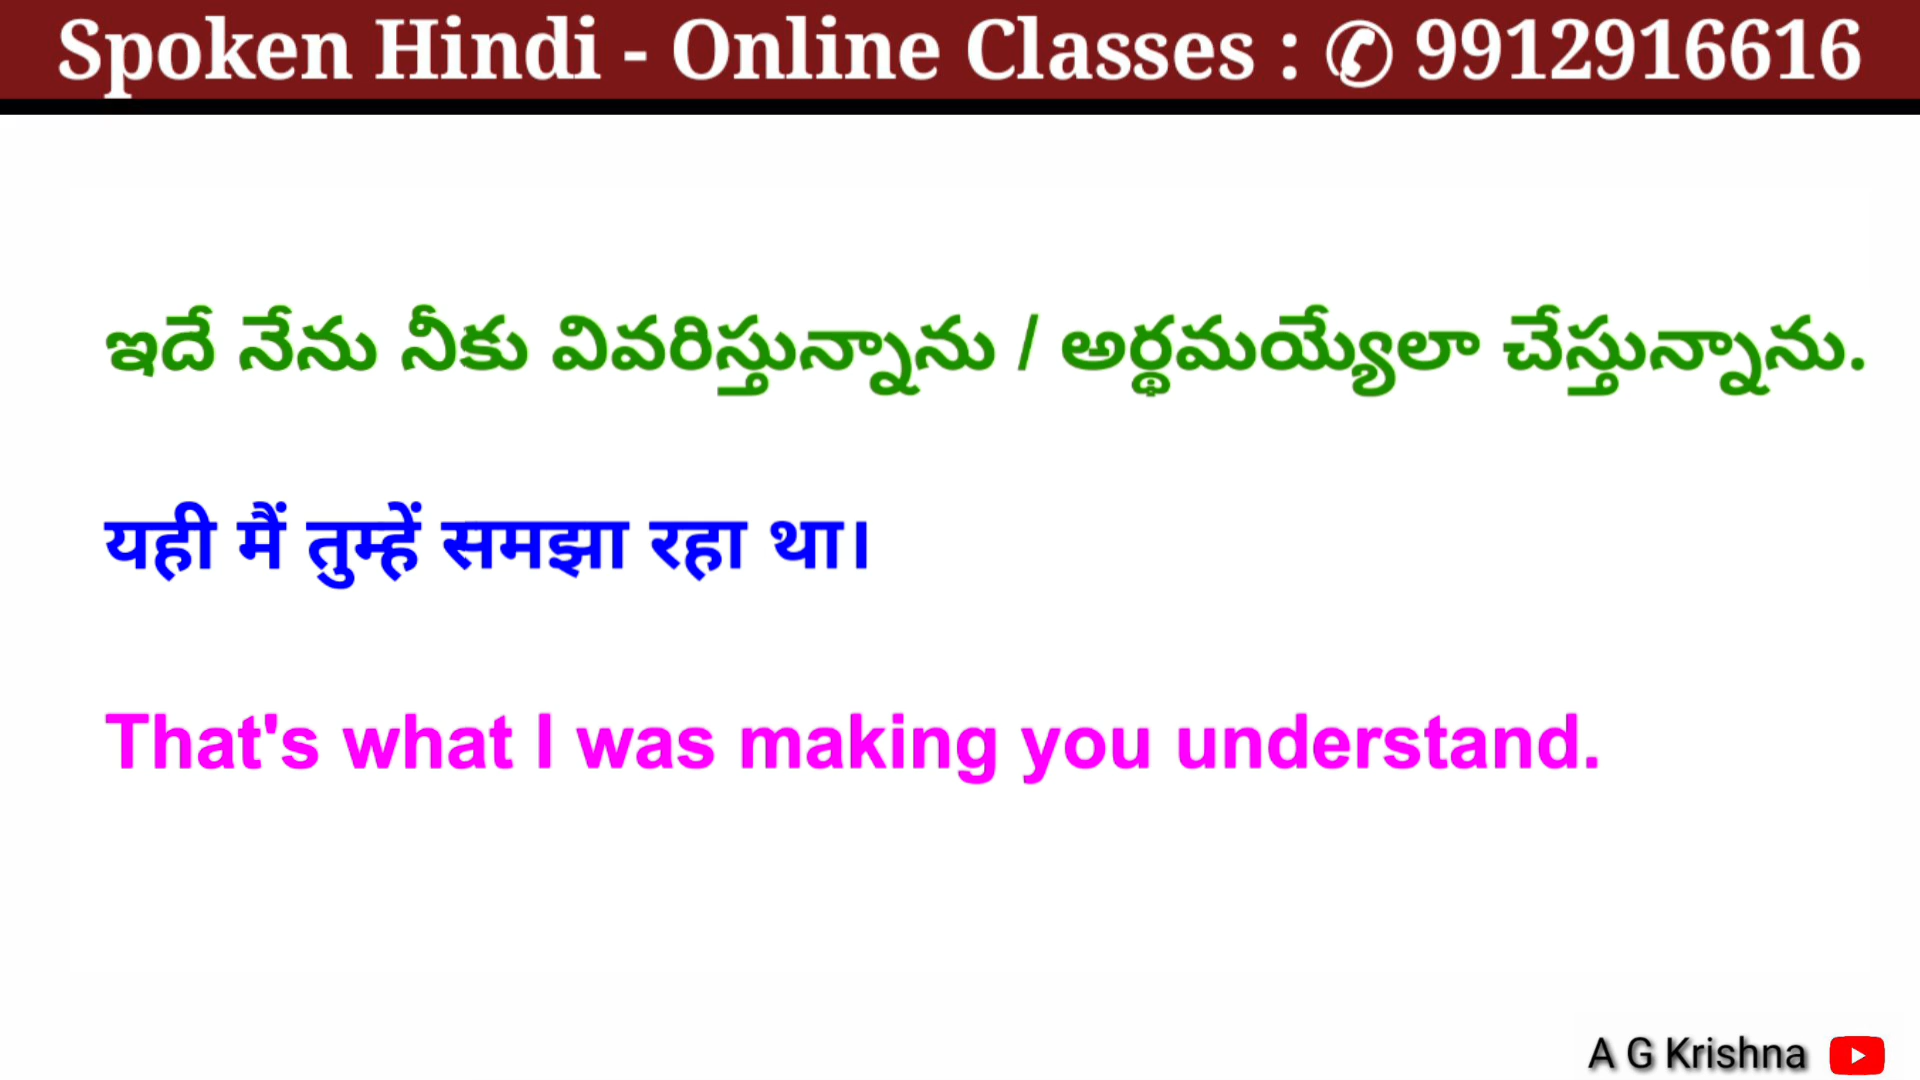 Spoken Hindi - Online Classes : ✆ 9912916616
ఇదే నేను నీకు వివరిస్తున్నాను / అర్థమయ్యేలా చేస్తున్నాను.
यही मैं तुम्हें समझा रहा था।
That's what I was making you understand.
A G Krishna